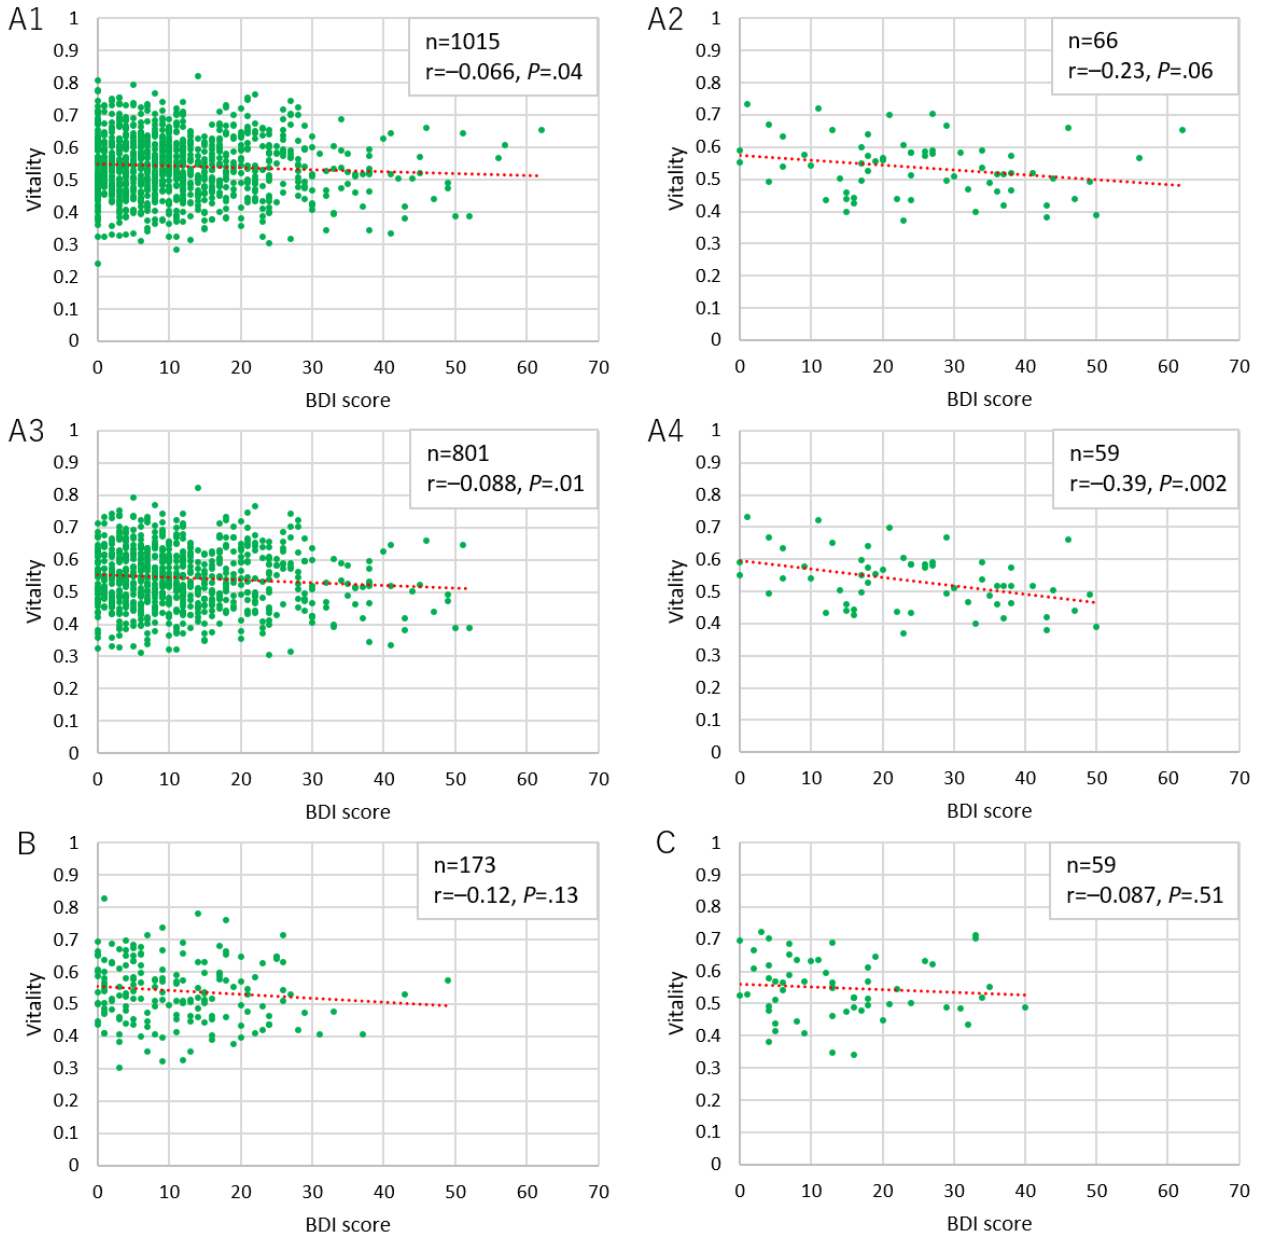 A1
1
0.9
0.8
0.7
0.6
0.5
0.4
0.3
0.2
0.1
0
Vitality
n=1015
r=–0.066, P=.04
0 10 20 30 40 50 60 70
BDI score
A2
1
0.9
0.8
0.7
0.6
0.5
0.4
0.3
0.2
0.1
0
Vitality
n=66
r=–0.23, P=.06
0 10 20 30 40 50 60 70
BDI score
A3
1
0.9
0.8
0.7
0.6
0.5
0.4
0.3
0.2
0.1
0
Vitality
n=801
r=–0.088, P=.01
0 10 20 30 40 50 60 70
BDI score
A4
1
0.9
0.8
0.7
0.6
0.5
0.4
0.3
0.2
0.1
0
Vitality
n=59
r=–0.39, P=.002
0 10 20 30 40 50 60 70
BDI score
B
1
0.9
0.8
0.7
0.6
0.5
0.4
0.3
0.2
0.1
0
Vitality
n=173
r=–0.12, P=.13
0 10 20 30 40 50 60 70
BDI score
C
1
0.9
0.8
0.7
0.6
0.5
0.4
0.3
0.2
0.1
0
Vitality
n=59
r=–0.087, P=.51
0 10 20 30 40 50 60 70
BDI score